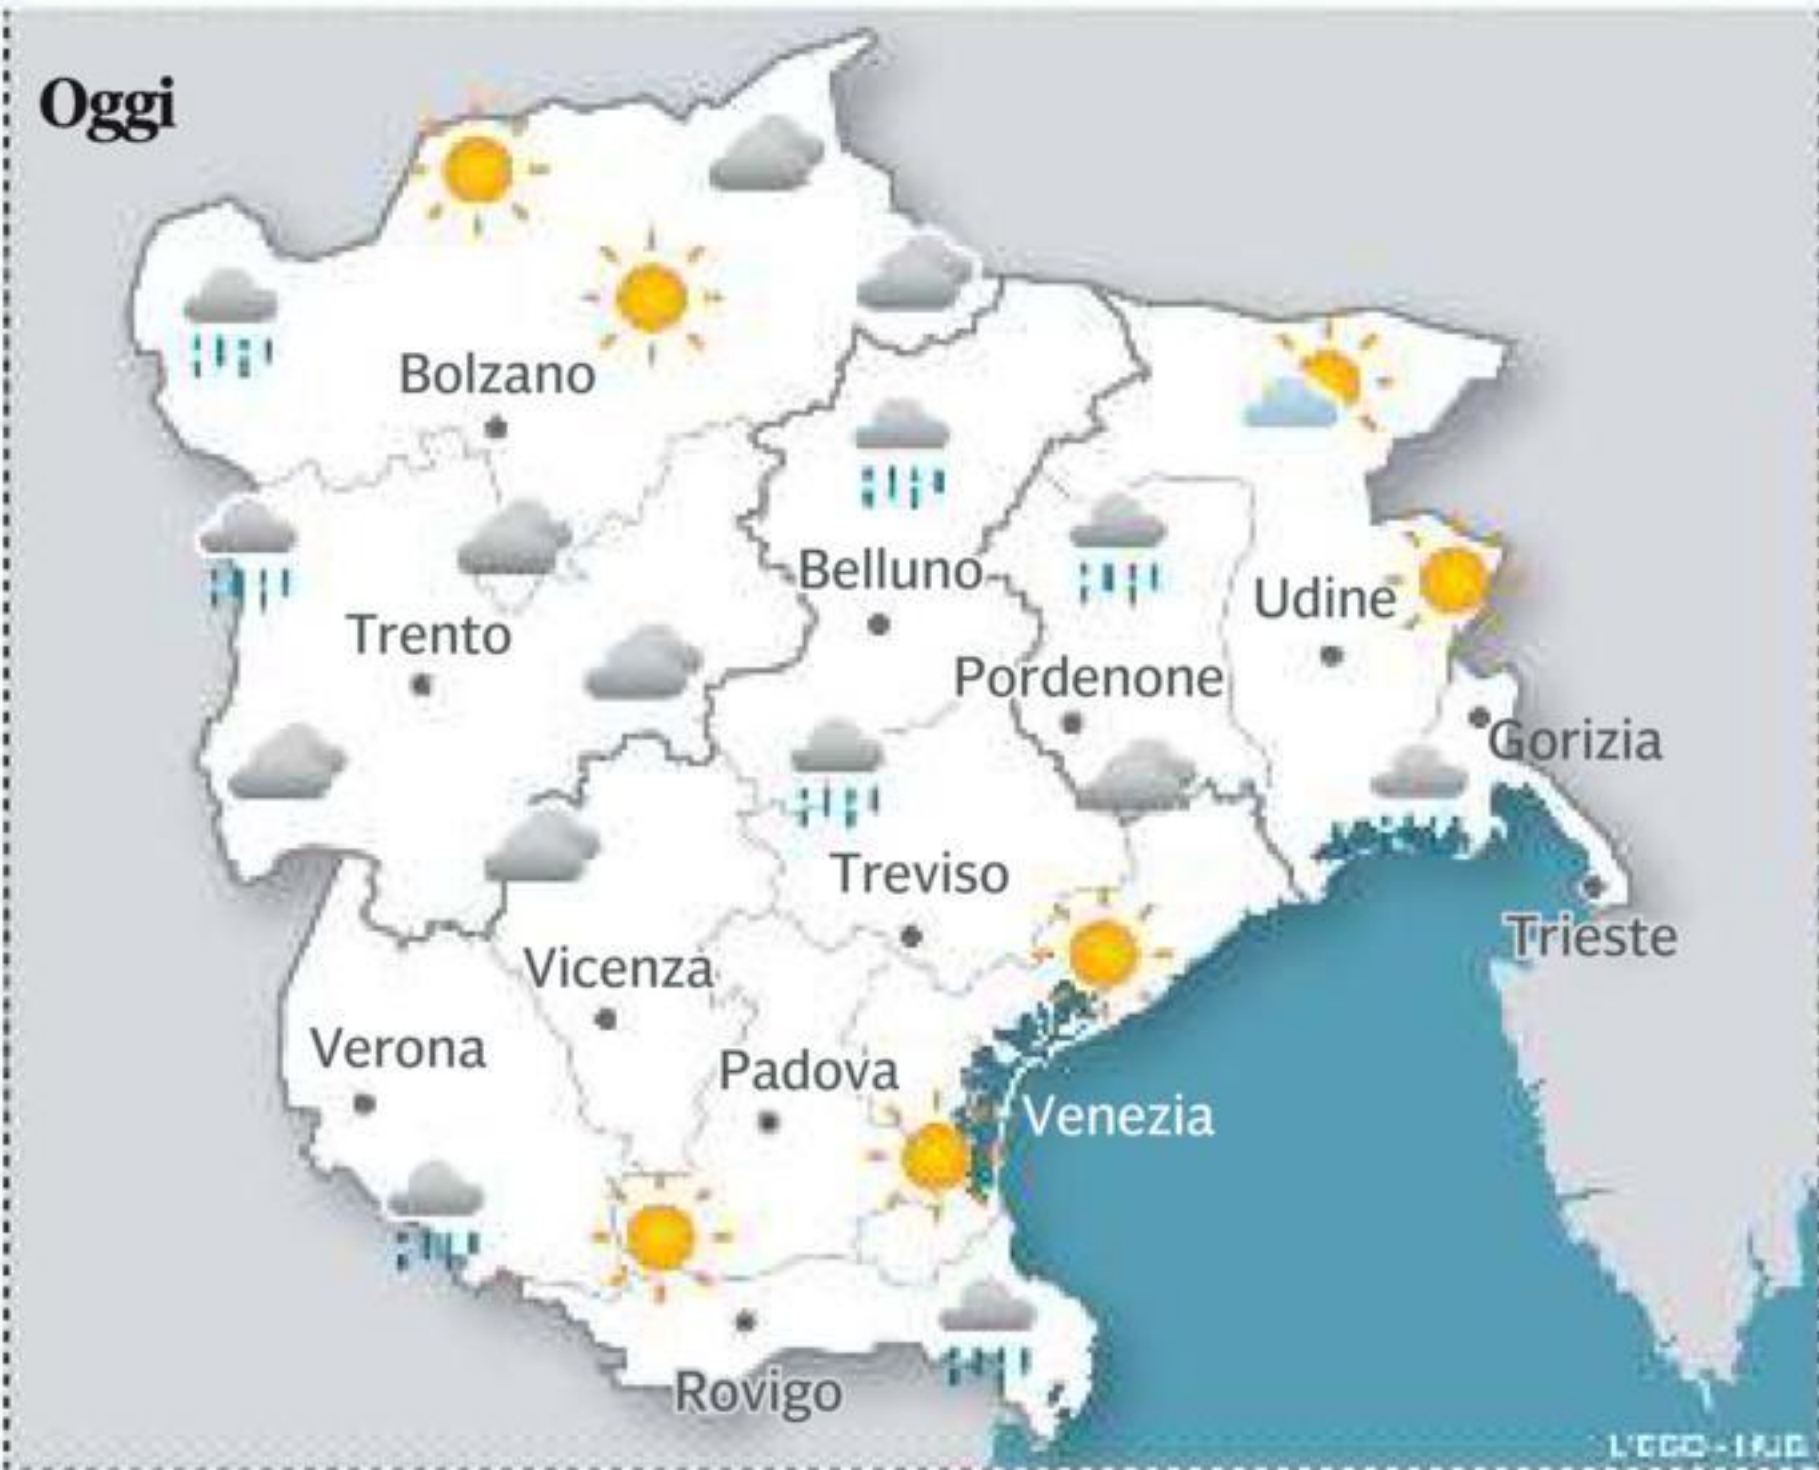 Oggi
Bolzano
Belluno
Udine
Trento
Pordenone
Gorizia
Treviso
Trieste
Vicenza
Verona
Padova
Venezia
Rovigo